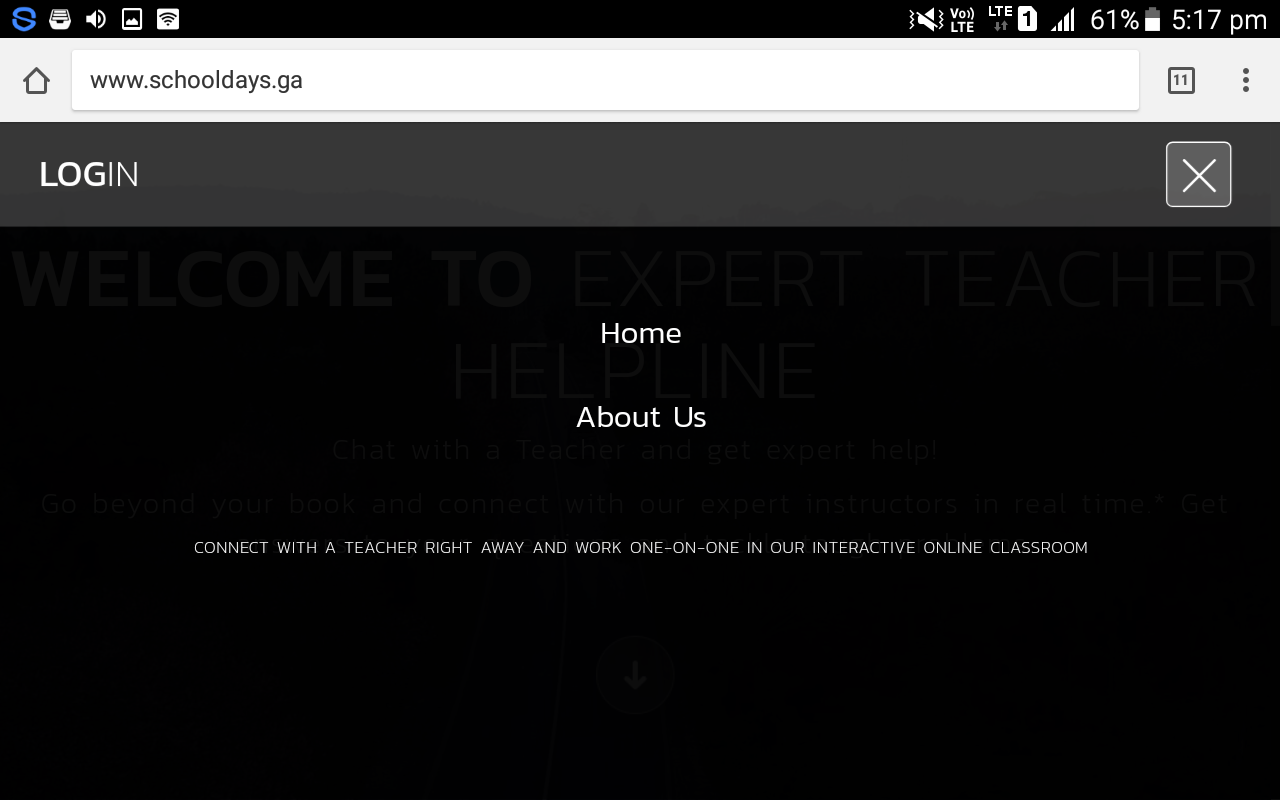 Vo)) LTE LTE 1 61% 5:17 pm
www.schooldays.ga 11
LOGIN
WELCOME TO EXPERT TEACHER
Home
HELPLINE
About Us
Chat with a Teacher and get expert help!
Go beyond your book and connect with our expert instructors in real time * Get
CONNECT WITH A TEACHER RIGHT AWAY AND WORK ONE-ON-ONE IN OUR INTERACTIVE ONLINE CLASSROOM